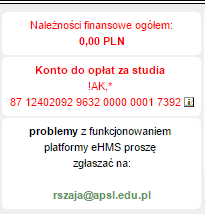 Należności finansowe ogółem:
0,00 PLN
Konto do opłat za studia
!AK,*
87 12402092 9632 0000 0001 7392
problemy z funkcjonowaniem
platformy eHMS proszę
zgłaszać na:
rszaja@apsl.edu.pl